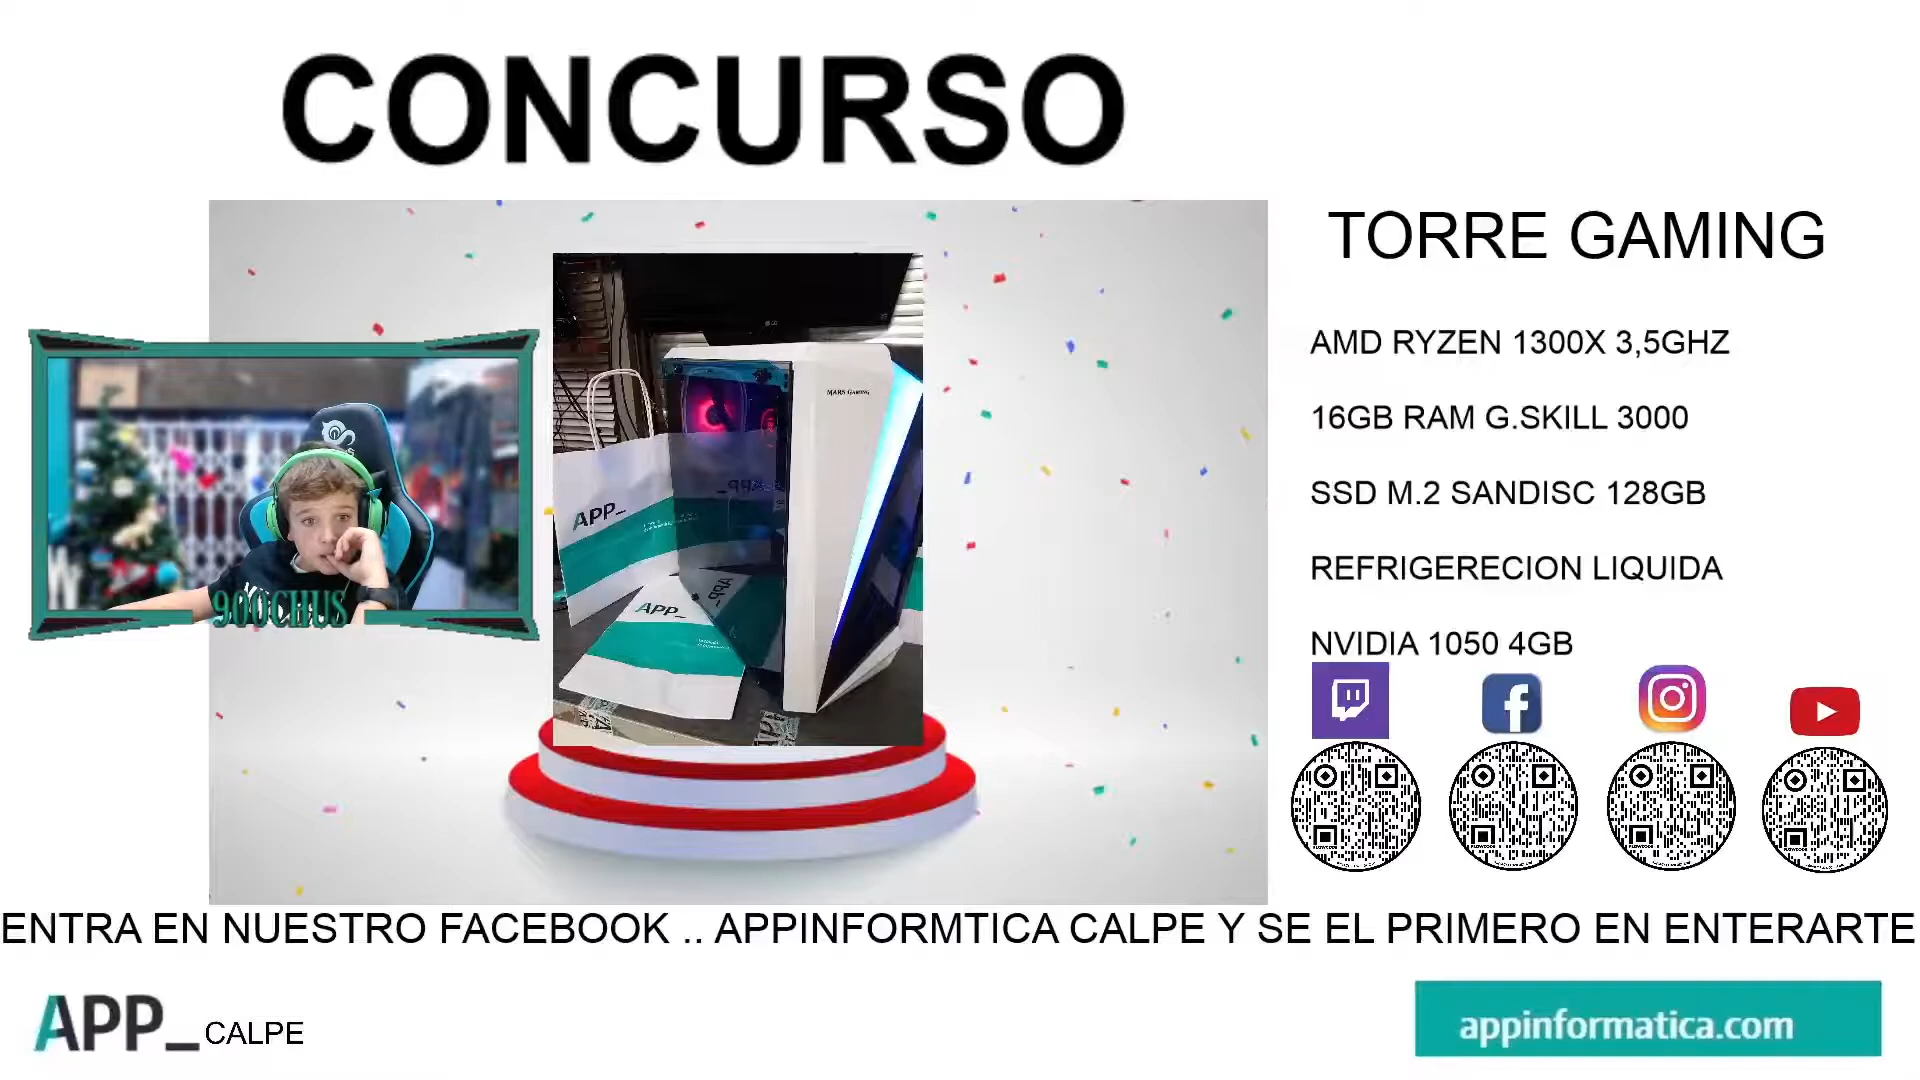 CONCURSO
TORRE GAMING
AMD RYZEN 1300X 3,5GHZ
16GB RAM G.SKILL 3000
SSD M.2 SANDISC 128GB
REFRIGERECION LIQUIDA
NVIDIA 1050 4GB
MARS GAMING
APP_
APP_
900CHUS
ENTRA EN NUESTRO FACEBOOK .. APPINFORMTICA CALPE Y SE EL PRIMERO EN ENTERARTE
APP_ CALPE
appinformatica.com